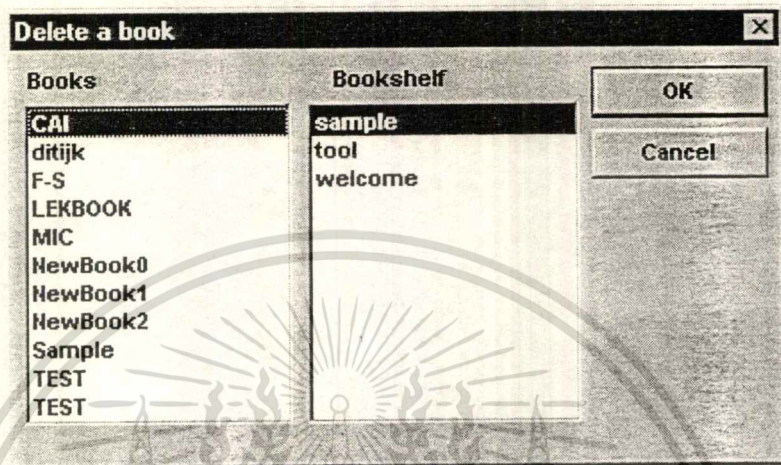 Delete a book
Books
Bookshelf
OK
Cancel
CAI
ditijk
F-S
LEKBOOK
MIC
NewBook0
NewBook1
NewBook2
Sample
TEST
TEST
sample
tool
welcome